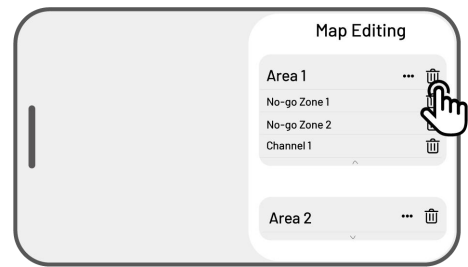 Map Editing
Area 1
No-go Zone 1
No-go Zone 2
Channel 1
Area 2